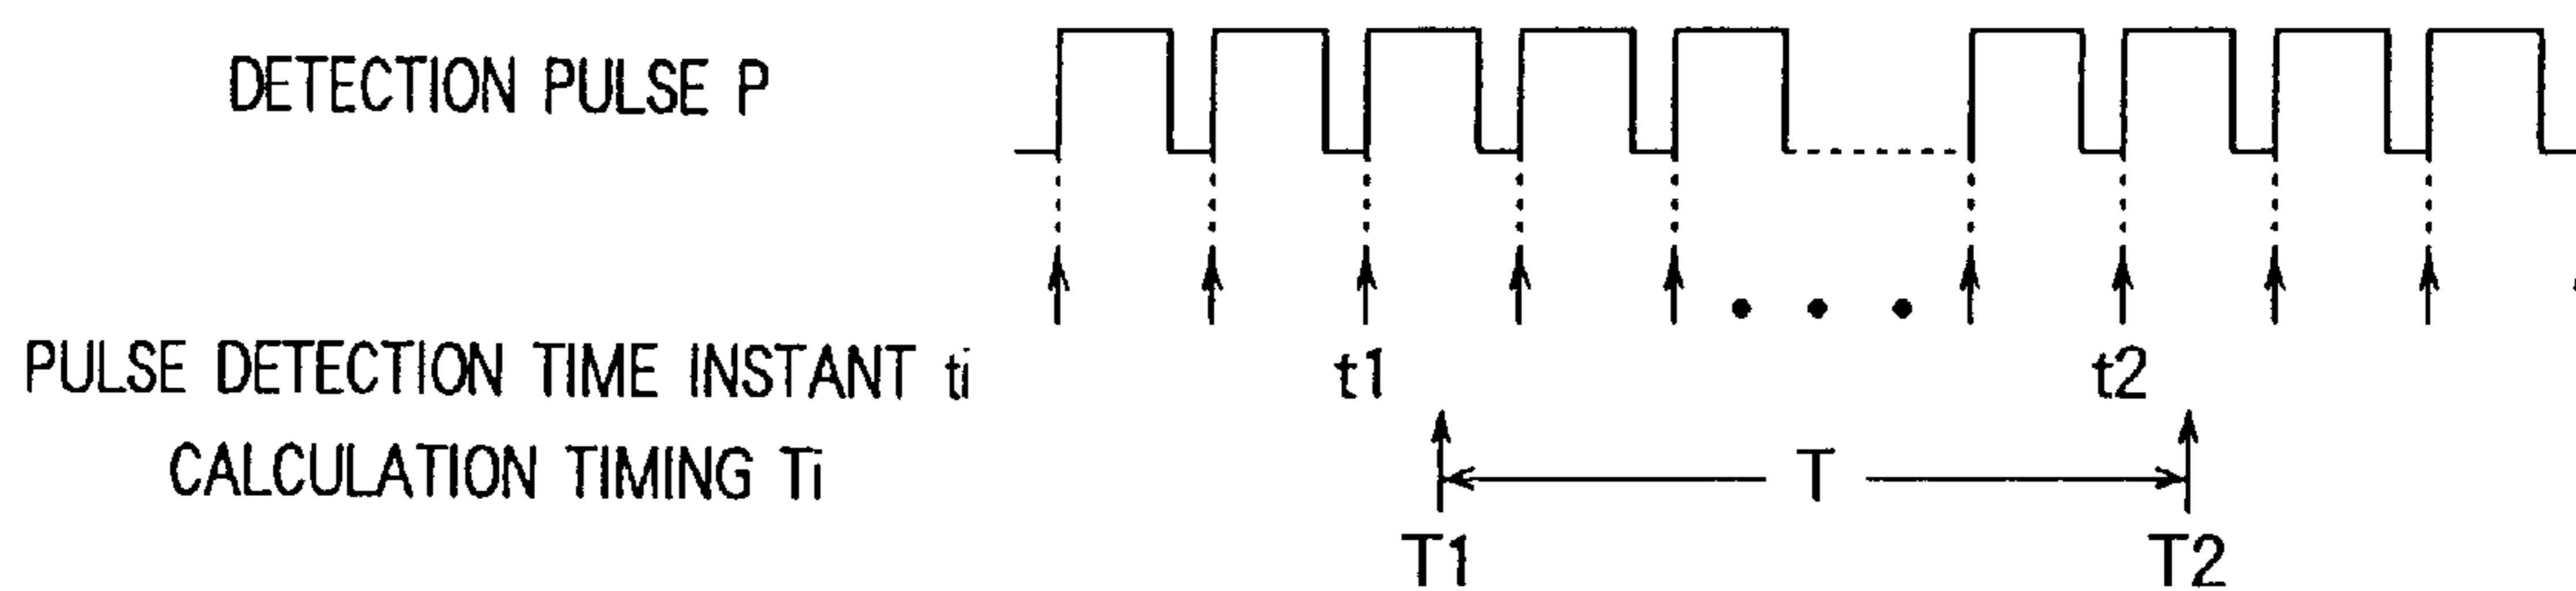 DETECTION PULSE P
PULSE DETECTION TIME INSTANT ti
t1
t2
CALCULATION TIMING Ti
T
T1
T2